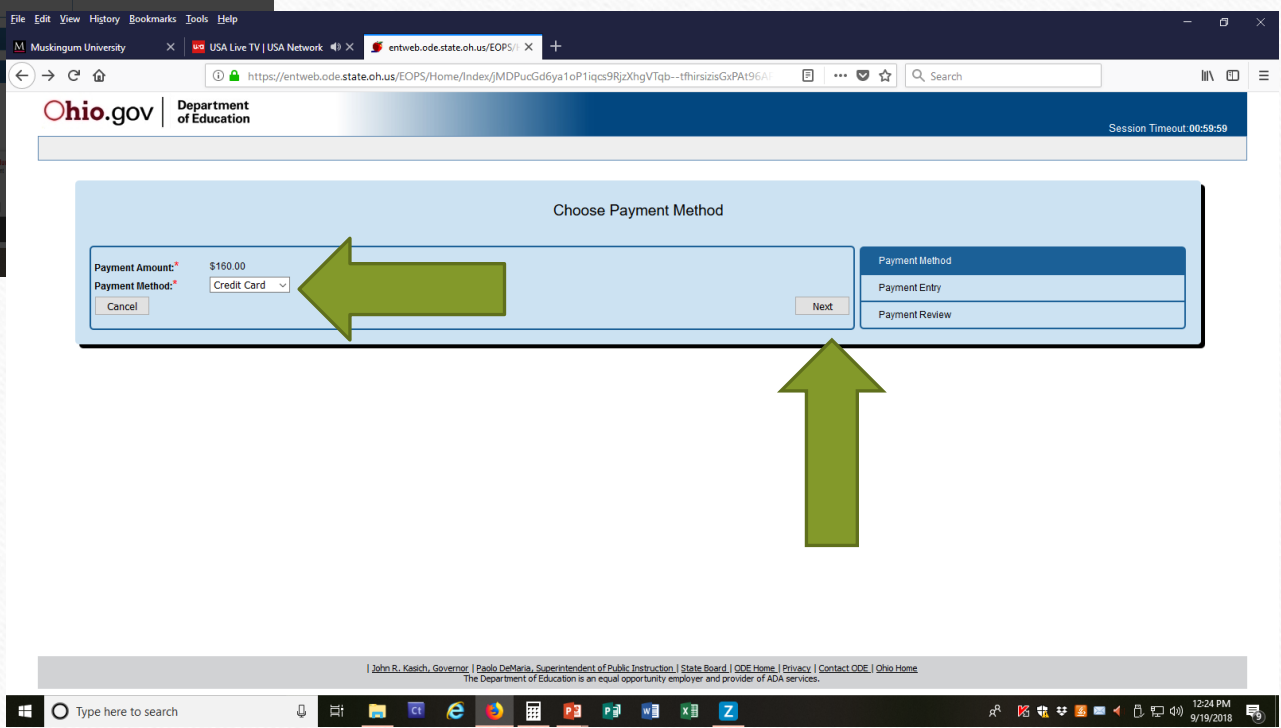 File Edit View History Bookmarks Tools Help
M Muskingum University
usa USA Live TV | USA Network
entweb.ode.state.oh.us/EOPS/
https://entweb.ode.state.oh.us/EOPS/Home/Index/
Search
Ohio.gov Department of Education
Session Timeout:00:59:59
Choose Payment Method
Payment Amount:* $160.00
Payment Method:* Credit Card
Cancel
Next
Payment Method
Payment Entry
Payment Review
| John R. Kasich, Governor | Paolo DeMaria, Superintendent of Public Instruction | State Board | ODE Home | Privacy | Contact ODE | Ohio Home
The Department of Education is an equal opportunity employer and provider of ADA services.
Type here to search
Ct
Z
12:24 PM
9/19/2018